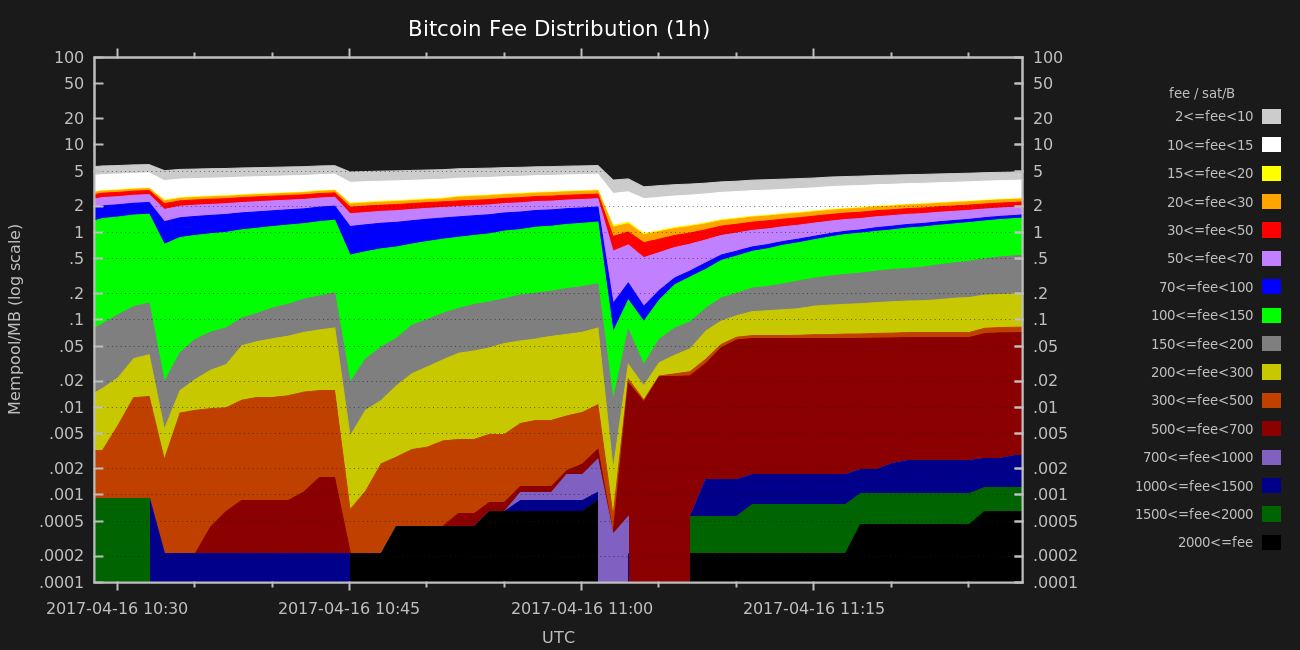 Bitcoin Fee Distribution (1h)
100 100
50 50
20 20
10 10
5 5
2 2
1 1
.5 .5
.2 .2
.1 .1
.05 .05
.02 .02
.01 .01
.005 .005
.002 .002
.001 .001
.0005 .0005
.0002 .0002
.0001 .0001
Mempool/MB (log scale)
2017-04-16 10:30 2017-04-16 10:45 2017-04-16 11:00 2017-04-16 11:15
UTC
fee / sat/B
2<=fee<10
10<=fee<15
15<=fee<20
20<=fee<30
30<=fee<50
50<=fee<70
70<=fee<100
100<=fee<150
150<=fee<200
200<=fee<300
300<=fee<500
500<=fee<700
700<=fee<1000
1000<=fee<1500
1500<=fee<2000
2000<=fee